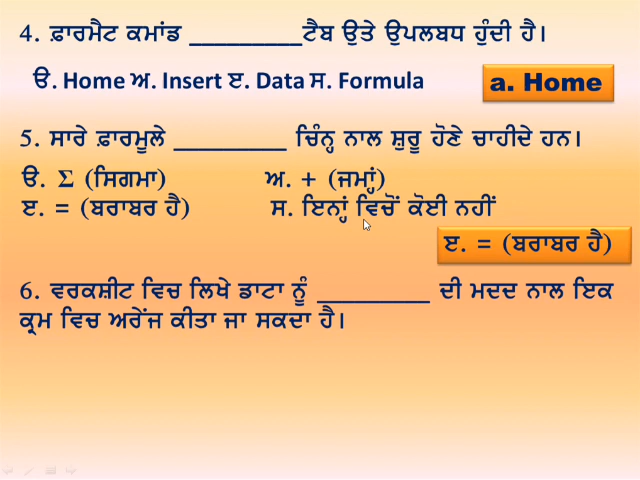 4. ਫ਼ਾਰਮੈਟ ਕਮਾਂਡ _________ਟੈਬ ਉਤੇ ਉਪਲਬਧ ਹੁੰਦੀ ਹੈ।
ੳ. Home ਅ. Insert ੲ. Data ਸ. Formula
a. Home
5. ਸਾਰੇ ਫ਼ਾਰਮੂਲੇ _________ ਚਿੰਨ੍ਹ ਨਾਲ ਸ਼ੁਰੂ ਹੋਣੇ ਚਾਹੀਦੇ ਹਨ।
ੳ. Σ (ਸਿਗਮਾ) ਅ. + (ਜਮ੍ਹਾਂ)
ੲ. = (ਬਰਾਬਰ ਹੈ) ਸ. ਇਨ੍ਹਾਂ ਵਿਚੋਂ ਕੋਈ ਨਹੀਂ
ੲ. = (ਬਰਾਬਰ ਹੈ)
6. ਵਰਕਸ਼ੀਟ ਵਿਚ ਲਿਖੇ ਡਾਟਾ ਨੂੰ _________ ਦੀ ਮਦਦ ਨਾਲ ਇਕ
ਕ੍ਰਮ ਵਿਚ ਅਰੇਂਜ ਕੀਤਾ ਜਾ ਸਕਦਾ ਹੈ।